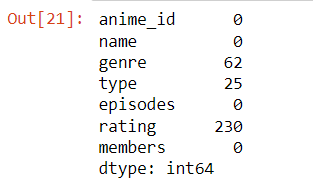 Out[21]: anime_id 0
name 0
genre 62
type 25
episodes 0
rating 230
members 0
dtype: int64